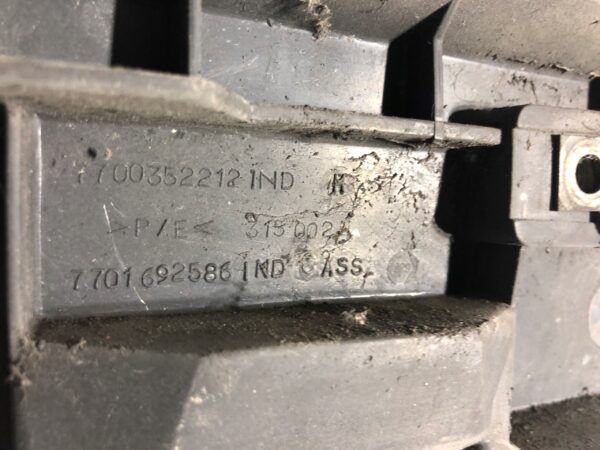 7700352212 IND
>P/E<
7701692586 IND C ASS